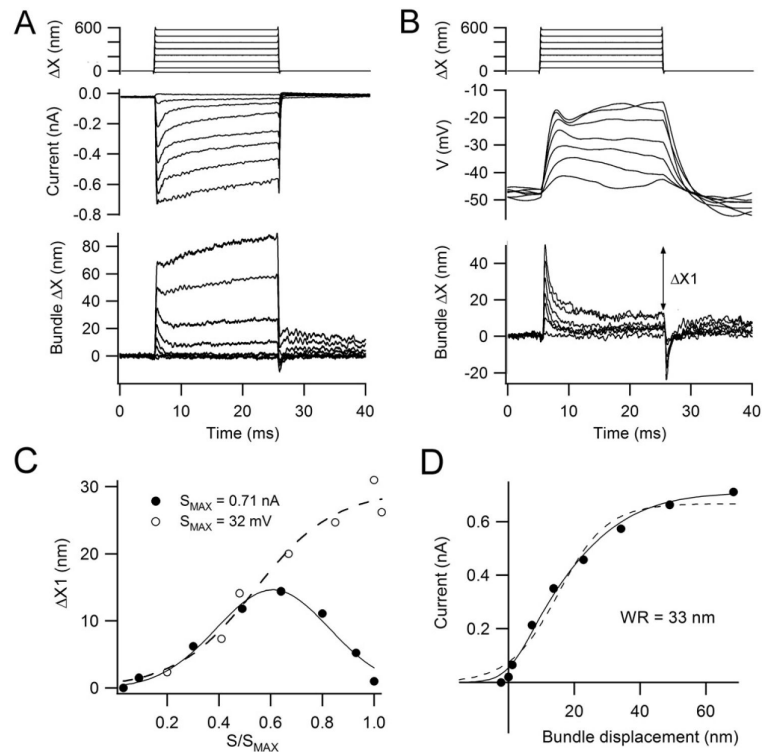 A
B
600
0
ΔX
600
0
ΔX
0.0
-0.2
-0.4
-0.6
-0.8
Current (nA)
-10
-20
-30
-40
-50
V (mV)
80
60
40
20
0
Bundle ΔX (nm)
40
20
0
-20
Bundle ΔX (nm)
ΔX1
0 10 20 30 40
Time (ms)
0 10 20 30 40
Time (ms)
C
D
30
20
10
0
ΔX1 (nm)
● S_MAX = 0.71 nA
○ S_MAX = 32 mV
0.2 0.4 0.6 0.8 1.0
S/S_MAX
0.6
0.4
0.2
Current (nA)
WR = 33 nm
20 40 60
Bundle displacement (nm)